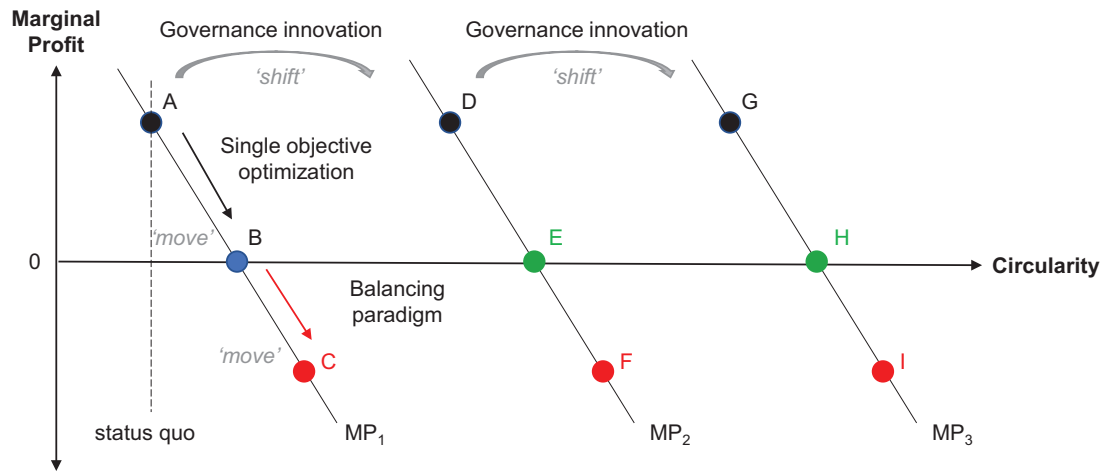 Marginal
Profit
Governance innovation
Governance innovation
'shift'
'shift'
A
D
G
Single objective
optimization
'move'
B
E
H
0
Circularity
Balancing
paradigm
'move'
C
F
I
status quo
MP1
MP2
MP3